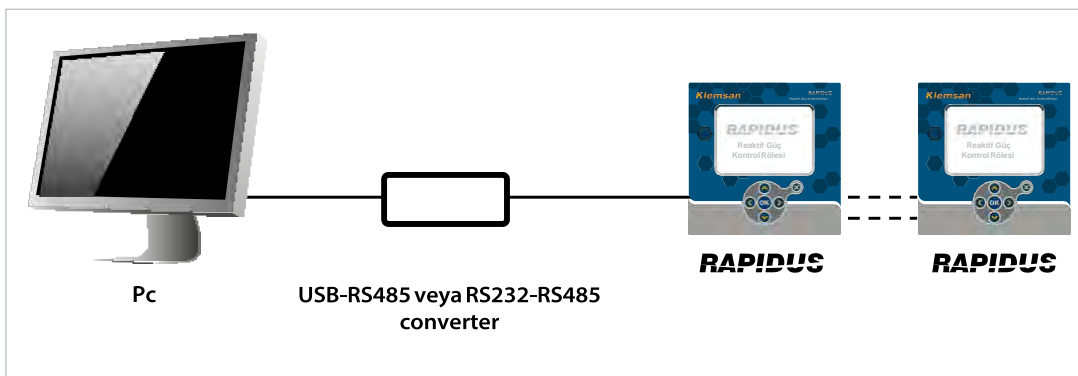 Klemsan
RAPIDUS
Reaktif Güç Kontrol Rölesi
RAPIDUS
Reaktif Güç
Kontrol Rölesi
OK
RAPIDUS
Klemsan
RAPIDUS
Reaktif Güç Kontrol Rölesi
RAPIDUS
Reaktif Güç
Kontrol Rölesi
OK
RAPIDUS
Pc
USB-RS485 veya RS232-RS485
converter